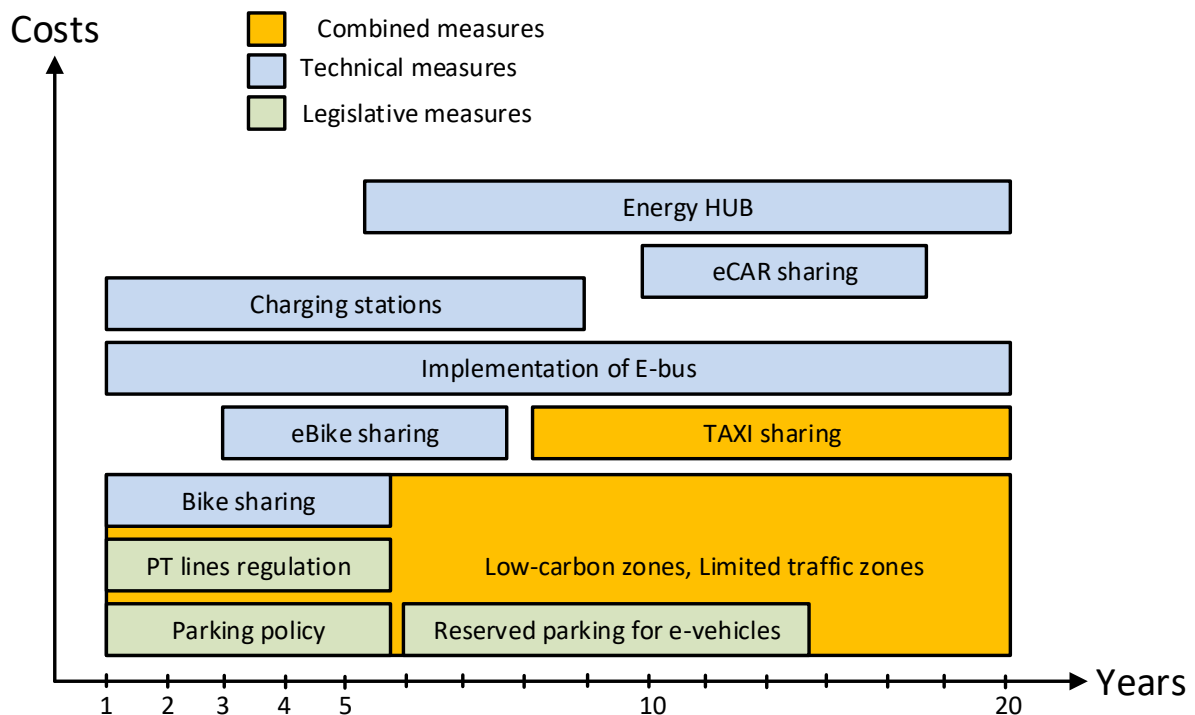 Costs
Combined measures
Technical measures
Legislative measures
Energy HUB
eCAR sharing
Charging stations
Implementation of E-bus
eBike sharing
TAXI sharing
Bike sharing
PT lines regulation
Low-carbon zones, Limited traffic zones
Parking policy
Reserved parking for e-vehicles
Years
1 2 3 4 5 10 20